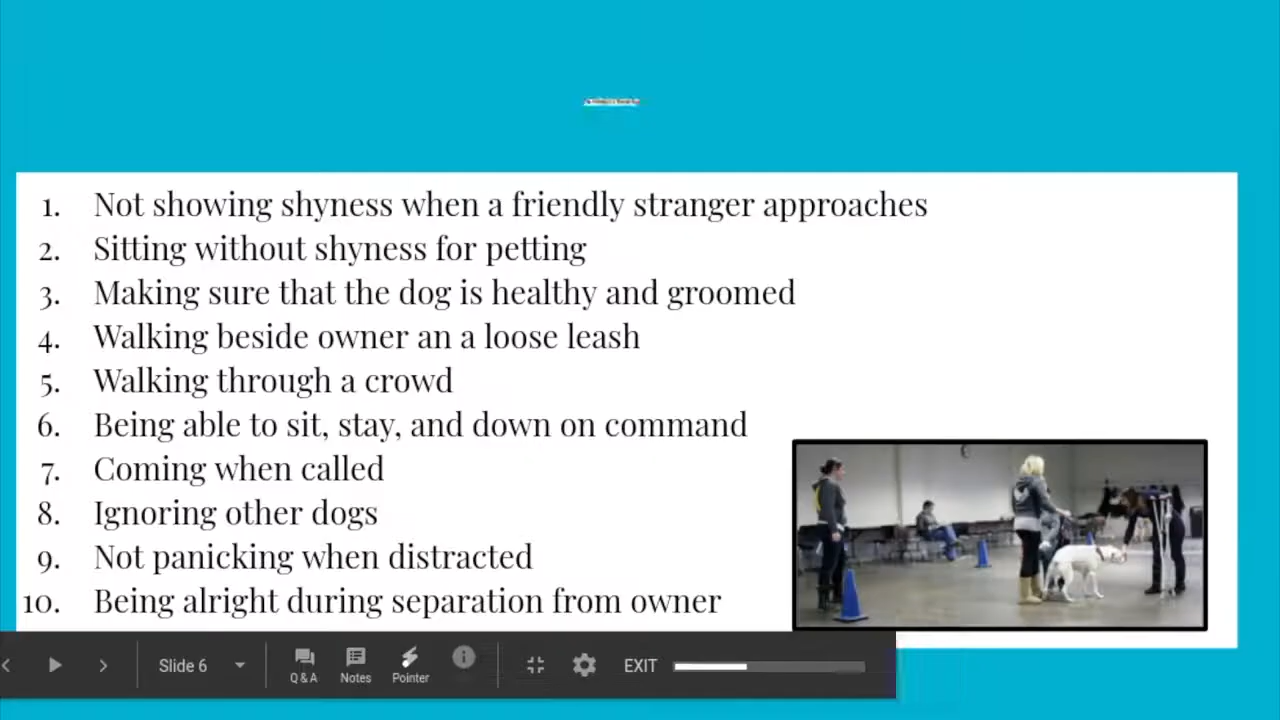 1. Not showing shyness when a friendly stranger approaches
2. Sitting without shyness for petting
3. Making sure that the dog is healthy and groomed
4. Walking beside owner an a loose leash
5. Walking through a crowd
6. Being able to sit, stay, and down on command
7. Coming when called
8. Ignoring other dogs
9. Not panicking when distracted
10. Being alright during separation from owner
Slide 6 Q & A Notes Pointer EXIT